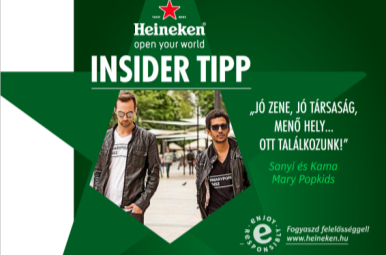 Heineken
open your world
INSIDER TIPP
„JÓ ZENE, JÓ TÁRSASÁG,
MENŐ HELY...
OTT TALÁLKOZUNK!”
Sanyi és Kama
Mary Popkids
ENJOY RESPONSIBLY
e
Fogyaszd felelősséggel!
www.heineken.hu